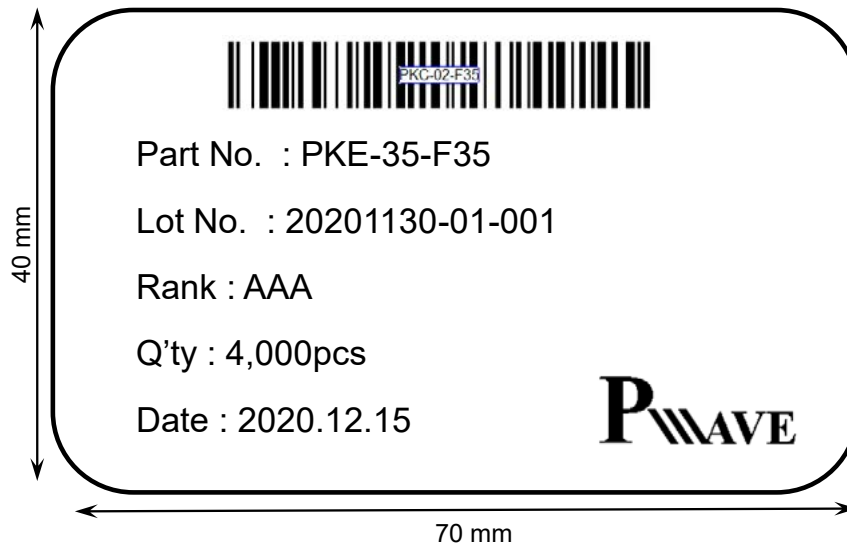 PKC-02-F35
Part No. : PKE-35-F35
Lot No. : 20201130-01-001
Rank : AAA
Q’ty : 4,000pcs
Date : 2020.12.15
PWAVE
40 mm
70 mm